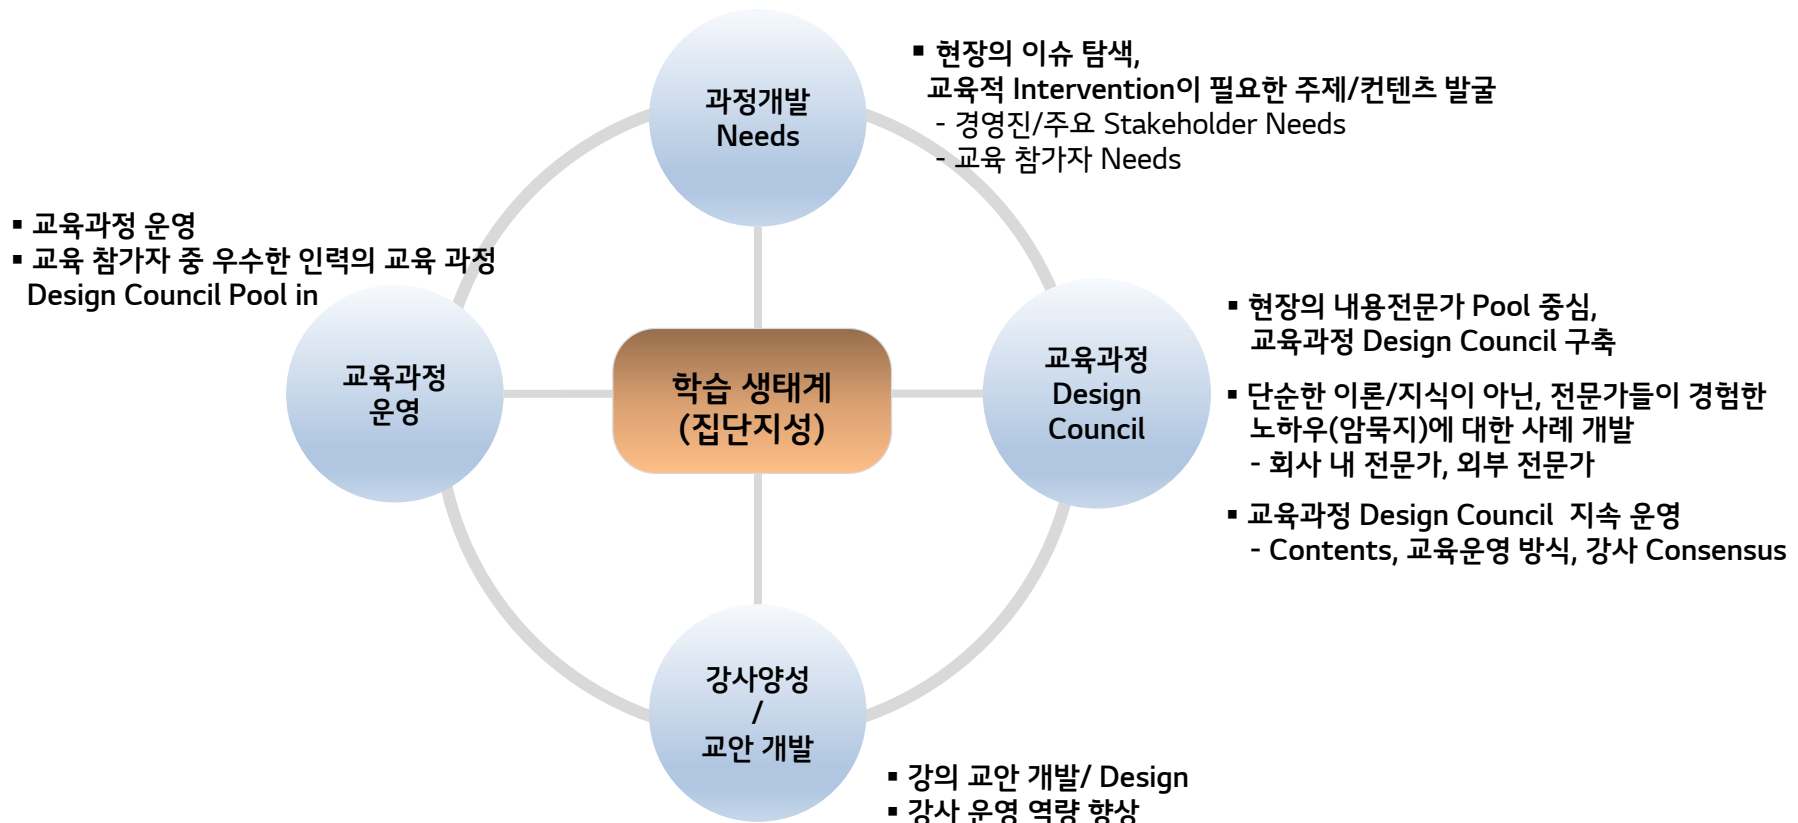 과정개발
Needs
▪ 현장의 이슈 탐색,
교육적 Intervention이 필요한 주제/컨텐츠 발굴
- 경영진/주요 Stakeholder Needs
- 교육 참가자 Needs
▪ 교육과정 운영
▪ 교육 참가자 중 우수한 인력의 교육 과정
Design Council Pool in
교육과정
운영
학습 생태계
(집단지성)
교육과정
Design
Council
▪ 현장의 내용전문가 Pool 중심,
교육과정 Design Council 구축
▪ 단순한 이론/지식이 아닌, 전문가들이 경험한
노하우(암묵지)에 대한 사례 개발
- 회사 내 전문가, 외부 전문가
▪ 교육과정 Design Council 지속 운영
- Contents, 교육운영 방식, 강사 Consensus
강사양성
/
교안 개발
▪ 강의 교안 개발/ Design
▪ 강사 운영 역량 향상